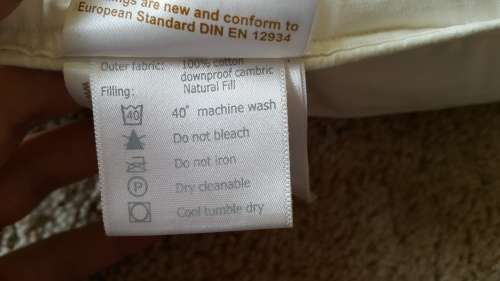 are new and conform to
European Standard DIN EN 12934
Outer fabric: 100% cotton
downproof cambric
Filling: Natural Fill
40 40° machine wash
Do not bleach
Do not iron
P Dry cleanable
Cool tumble dry